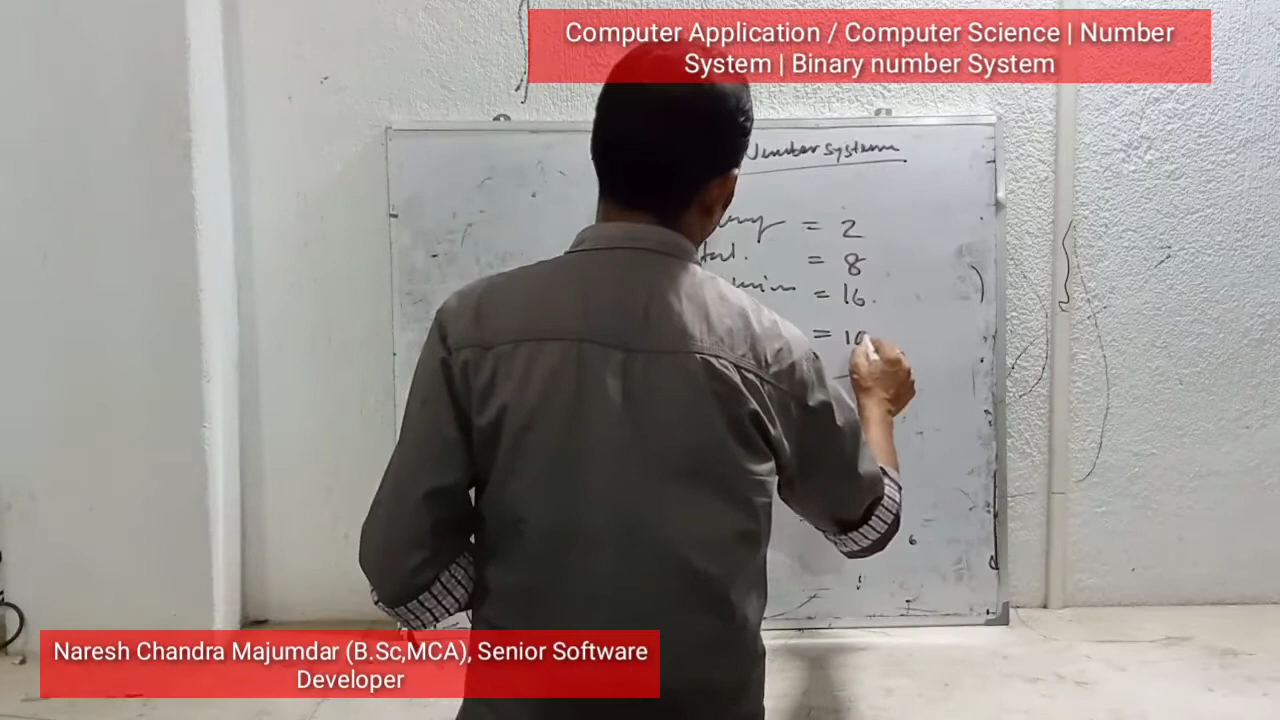 Computer Application / Computer Science | Number
System | Binary number System
Number System
= 2
= 8
= 16.
= 10
Naresh Chandra Majumdar (B.Sc,MCA), Senior Software
Developer